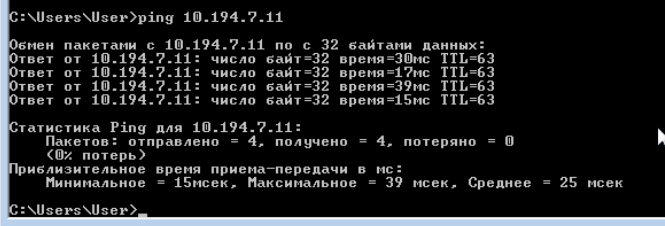 C:\Users\User>ping 10.194.7.11
Обмен пакетами с 10.194.7.11 по с 32 байтами данных:
Ответ от 10.194.7.11: число байт=32 время=30мс TTL=63
Ответ от 10.194.7.11: число байт=32 время=17мс TTL=63
Ответ от 10.194.7.11: число байт=32 время=39мс TTL=63
Ответ от 10.194.7.11: число байт=32 время=15мс TTL=63
Статистика Ping для 10.194.7.11:
Пакетов: отправлено = 4, получено = 4, потеряно = 0
(0% потерь)
Приблизительное время приема-передачи в мс:
Минимальное = 15мсек, Максимальное = 39 мсек, Среднее = 25 мсек
C:\Users\User>_